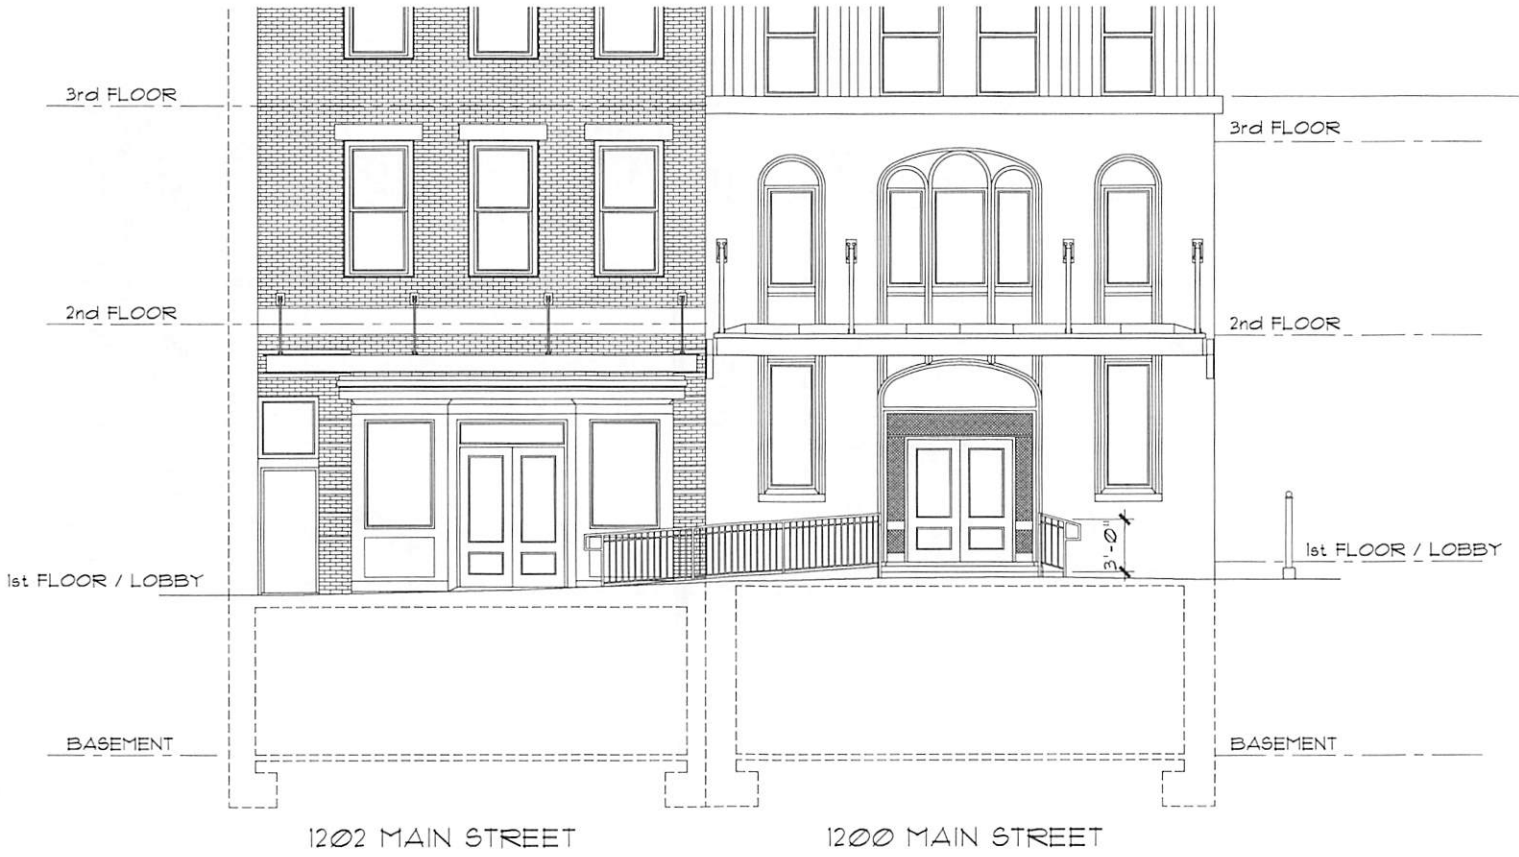 3rd FLOOR
3rd FLOOR
2nd FLOOR
2nd FLOOR
3'-0"
1st FLOOR / LOBBY
1st FLOOR / LOBBY
BASEMENT
BASEMENT
1202 MAIN STREET
1200 MAIN STREET